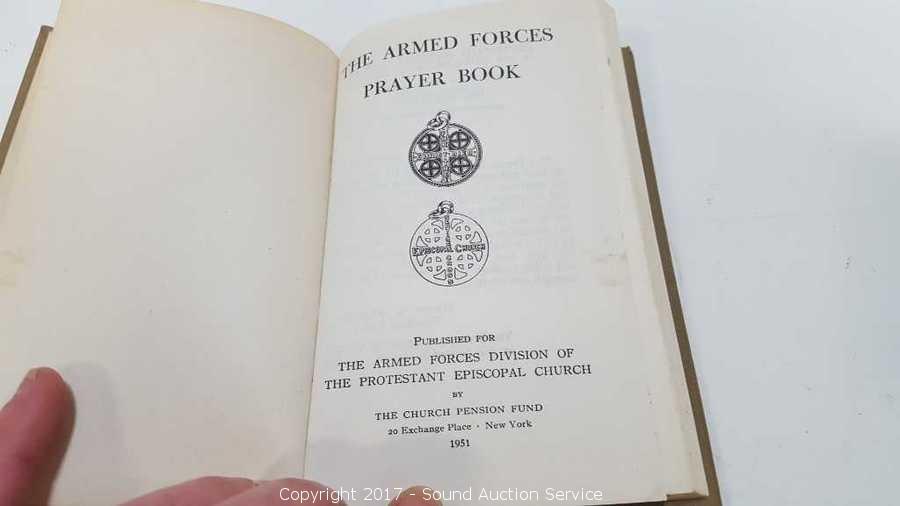 THE ARMED FORCES
PRAYER BOOK
EPISCOPAL CHURCH
PUBLISHED FOR
THE ARMED FORCES DIVISION OF
THE PROTESTANT EPISCOPAL CHURCH
BY
THE CHURCH PENSION FUND
20 Exchange Place · New York
1951
Copyright 2017 - Sound Auction Service